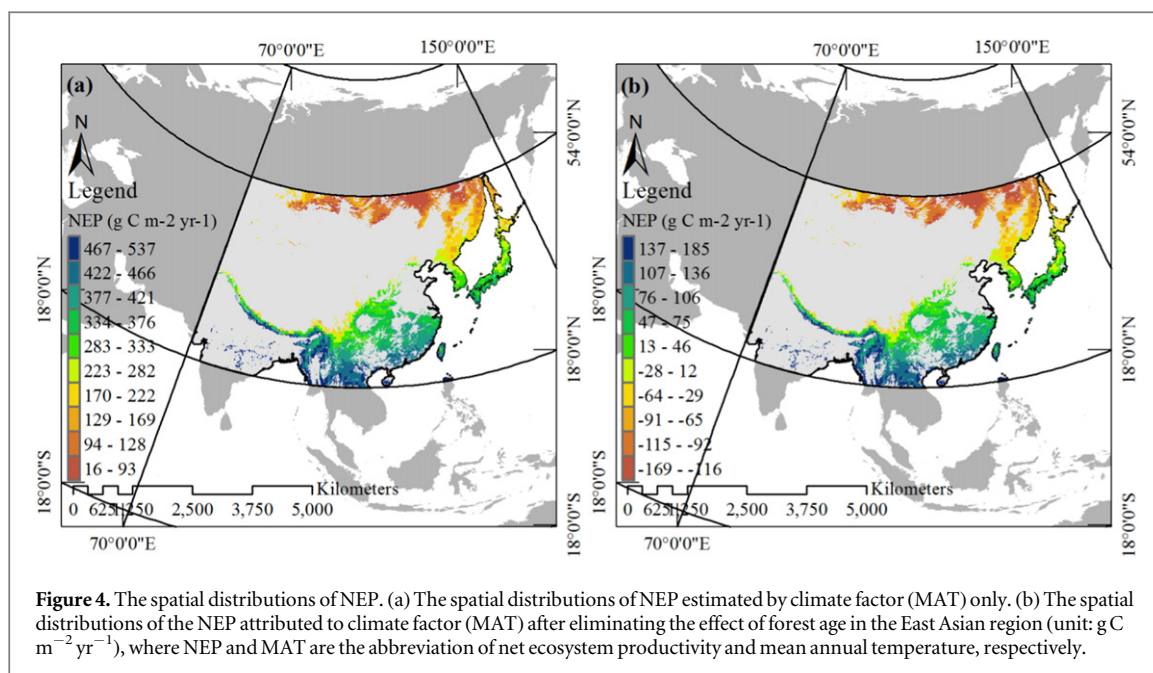 70°0'0"E 150°0'0"E
(a)
N
Legend
NEP (g C m-2 yr-1)
467 - 537
422 - 466
377 - 421
334 - 376
283 - 333
223 - 282
170 - 222
129 - 169
94 - 128
16 - 93
Kilometers
0 625 1,250 2,500 3,750 5,000
70°0'0"E
18°0'0"N
18°0'0"S
54°0'0"N
18°0'0"N
18°0'0"S
70°0'0"E 150°0'0"E
(b)
N
Legend
NEP (g C m-2 yr-1)
137 - 185
107 - 136
76 - 106
47 - 75
13 - 46
-28 - 12
-64 - -29
-91 - -65
-115 - -92
-169 - -116
Kilometers
0 625 1,250 2,500 3,750 5,000
70°0'0"E
18°0'0"N
18°0'0"S
54°0'0"N
18°0'0"N
18°0'0"S
Figure 4. The spatial distributions of NEP. (a) The spatial distributions of NEP estimated by climate factor (MAT) only. (b) The spatial
distributions of the NEP attributed to climate factor (MAT) after eliminating the effect of forest age in the East Asian region (unit: g C
m−2 yr−1), where NEP and MAT are the abbreviation of net ecosystem productivity and mean annual temperature, respectively.